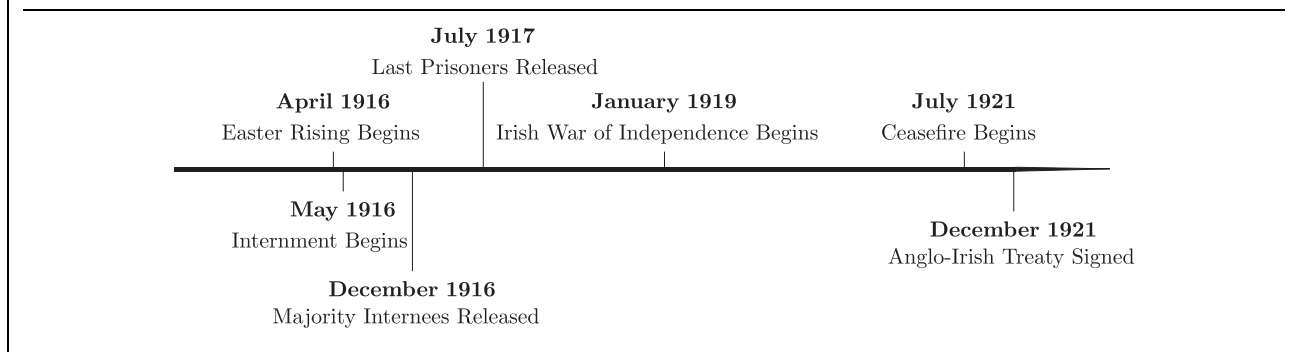 July 1917
Last Prisoners Released
April 1916
Easter Rising Begins
January 1919
Irish War of Independence Begins
July 1921
Ceasefire Begins
May 1916
Internment Begins
December 1916
Majority Internees Released
December 1921
Anglo-Irish Treaty Signed